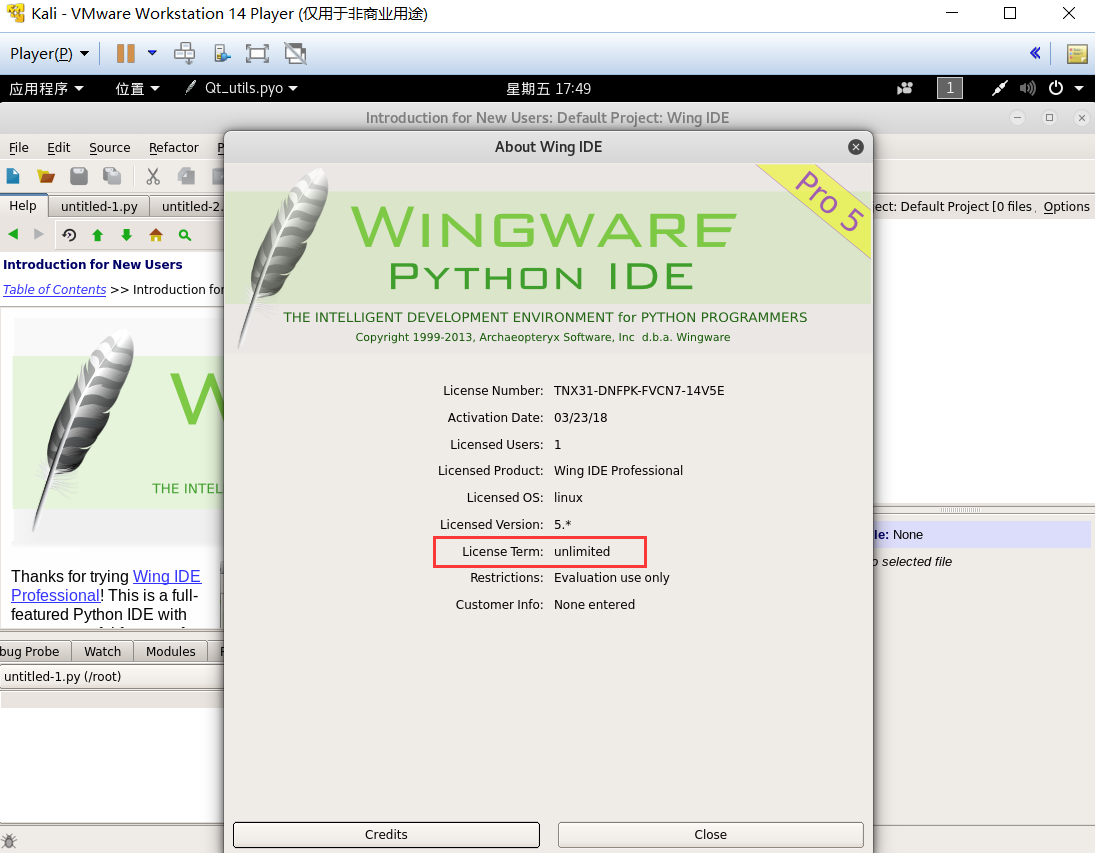 Kali - VMware Workstation 14 Player (仅用于非商业用途)
Player(P)
应用程序 位置 Qt_utils.pyo 星期五 17:49 1
Introduction for New Users: Default Project: Wing IDE
File Edit Source Refactor P
About Wing IDE
Help untitled-1.py untitled-2.
ect: Default Project [0 files Options
Introduction for New Users
Table of Contents >> Introduction for
Pro 5
WINGWARE
PYTHON IDE
THE INTELLIGENT DEVELOPMENT ENVIRONMENT for PYTHON PROGRAMMERS
Copyright 1999-2013, Archaeopteryx Software, Inc d.b.a. Wingware
W
THE INTEL
License Number: TNX31-DNFPK-FVCN7-14V5E
Activation Date: 03/23/18
Licensed Users: 1
Licensed Product: Wing IDE Professional
Licensed OS: linux
Licensed Version: 5.*
License Term: unlimited
Restrictions: Evaluation use only
Customer Info: None entered
le: None
o selected file
Thanks for trying Wing IDE
Professional! This is a full-
featured Python IDE with
bug Probe Watch Modules
untitled-1.py (/root)
Credits Close